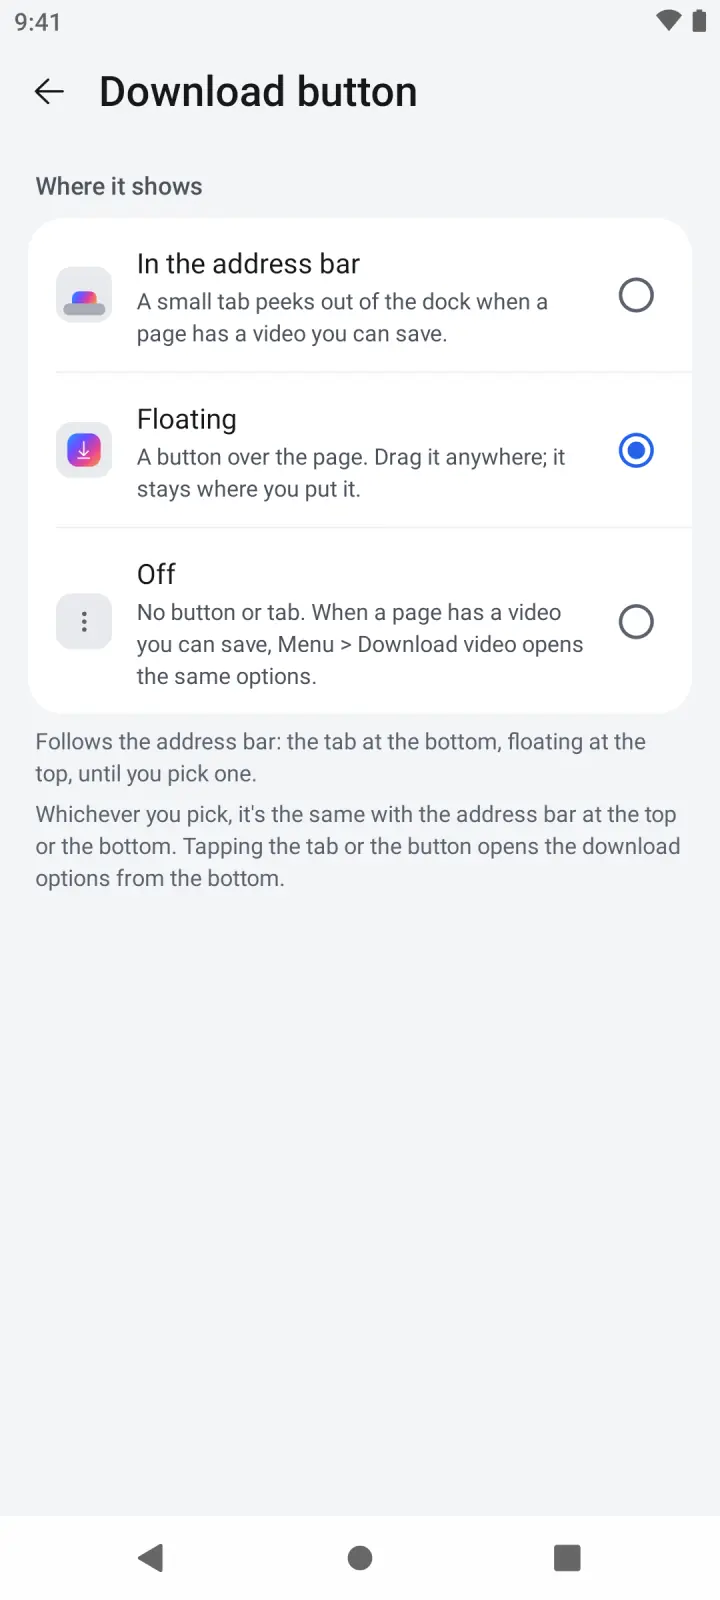 9:41
Download button
Where it shows
In the address bar
A small tab peeks out of the dock when a
page has a video you can save.
Floating
A button over the page. Drag it anywhere; it
stays where you put it.
Off
No button or tab. When a page has a video
you can save, Menu > Download video opens
the same options.
Follows the address bar: the tab at the bottom, floating at the
top, until you pick one.
Whichever you pick, it's the same with the address bar at the top
or the bottom. Tapping the tab or the button opens the download
options from the bottom.